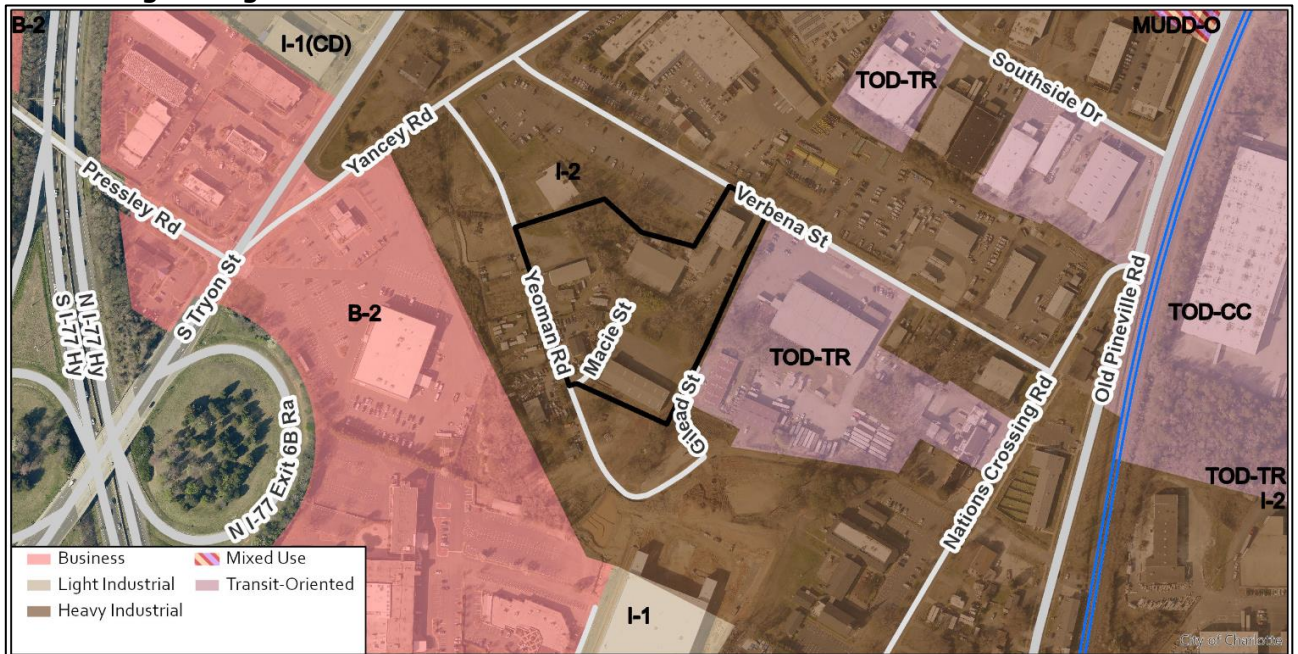 B-2
I-1(CD)
MUDD-O
TOD-TR
Southside Dr
Yancey Rd
Pressley Rd
I-2
Verbena St
S I-77 Hy
N I-77 Hy
S Tryon St
B-2
Yeoman Rd
Macie St
TOD-TR
TOD-CC
Old Pineville Rd
Gilead St
Nations Crossing Rd
N I-77 Exit 6B Ra
TOD-TR
I-2
Business
Mixed Use
Light Industrial
Transit-Oriented
Heavy Industrial
I-1
City of Charlotte